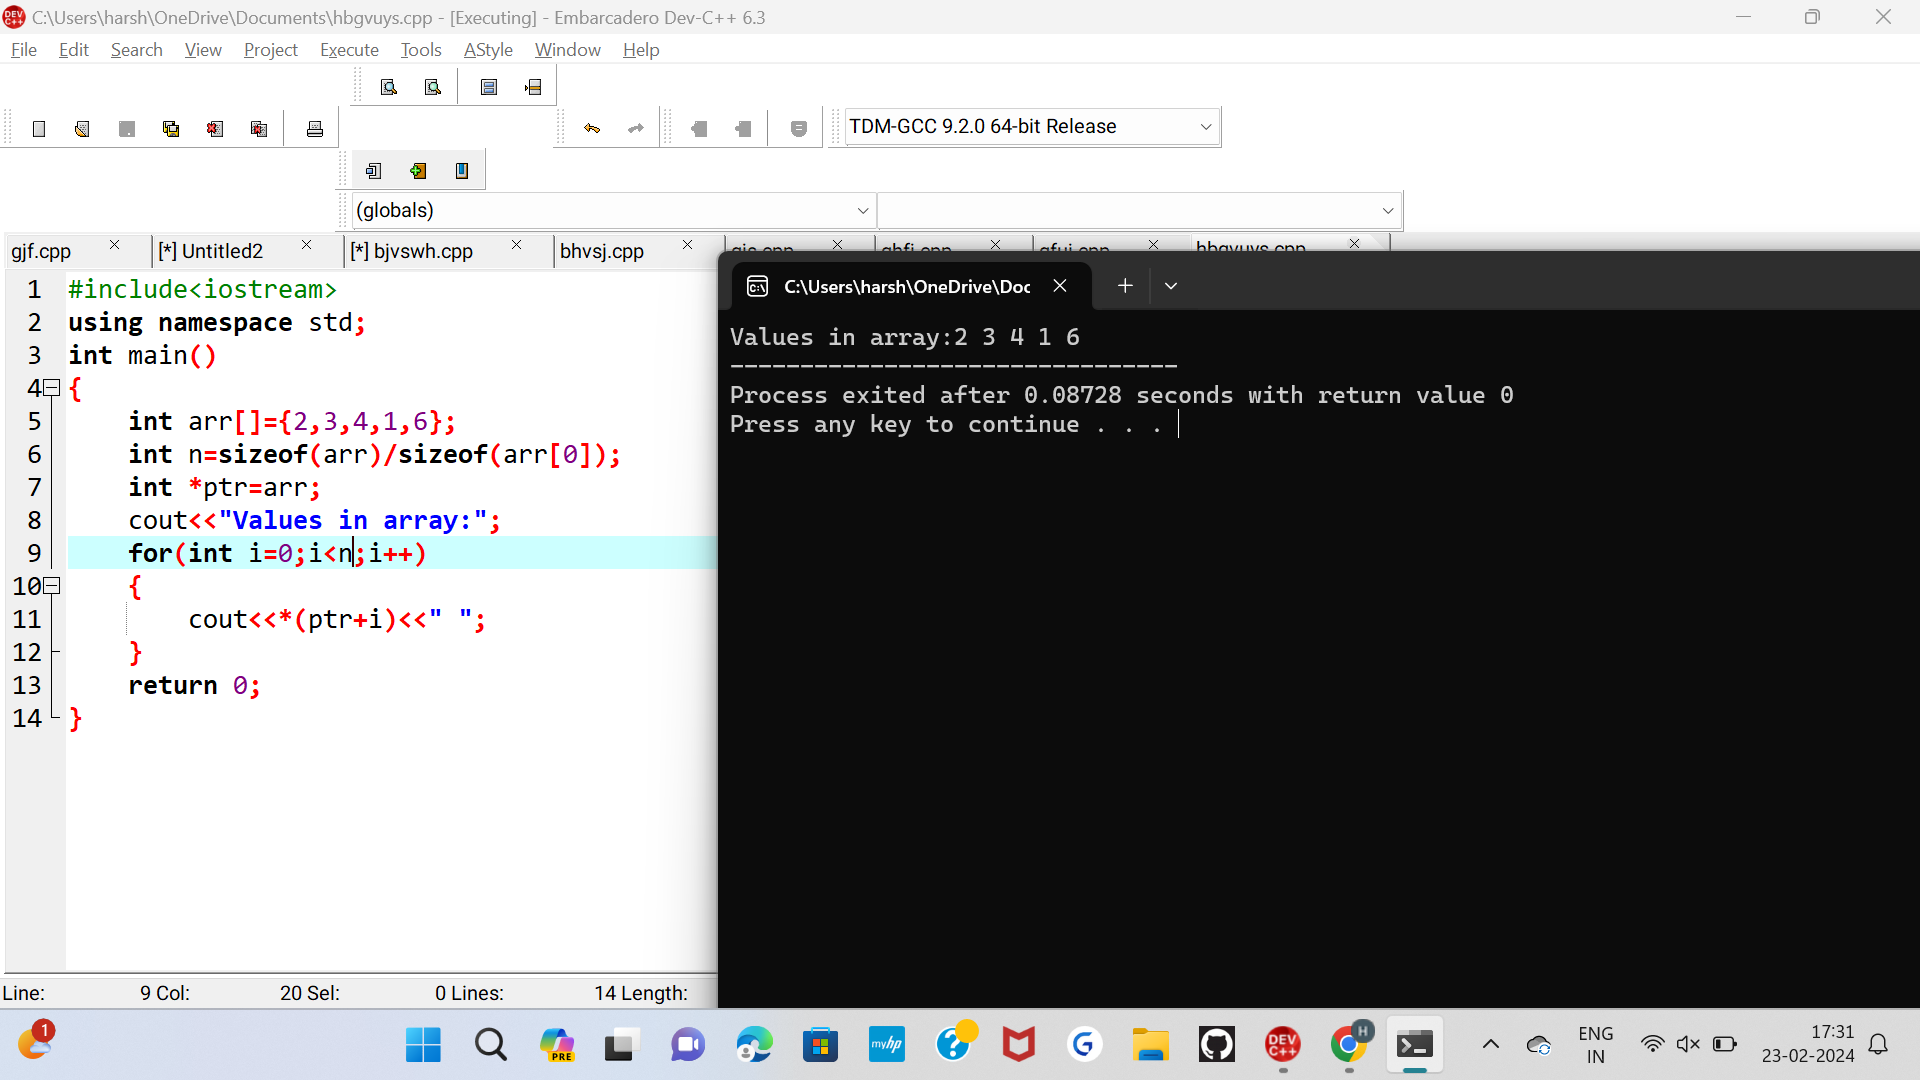 C:\Users\harsh\OneDrive\Documents\hbgvuys.cpp - [Executing] - Embarcadero Dev-C++ 6.3
File Edit Search View Project Execute Tools AStyle Window Help
TDM-GCC 9.2.0 64-bit Release
(globals)
gjf.cpp [*] Untitled2 [*] bjvswh.cpp bhvsj.cpp hbgvuys.cpp
1 #include<iostream>
2 using namespace std;
3 int main()
4 {
5 int arr[]={2,3,4,1,6};
6 int n=sizeof(arr)/sizeof(arr[0]);
7 int *ptr=arr;
8 cout<<"Values in array:";
9 for(int i=0;i<n;i++)
10 {
11 cout<<*(ptr+i)<<" ";
12 }
13 return 0;
14 }
C:\Users\harsh\OneDrive\Doc
Values in array:2 3 4 1 6
--------------------------------
Process exited after 0.08728 seconds with return value 0
Press any key to continue . . .
Line: 9 Col: 20 Sel: 0 Lines: 14 Length:
1
PRE
myhp
DEV
C++
H
ENG
IN
17:31
23-02-2024